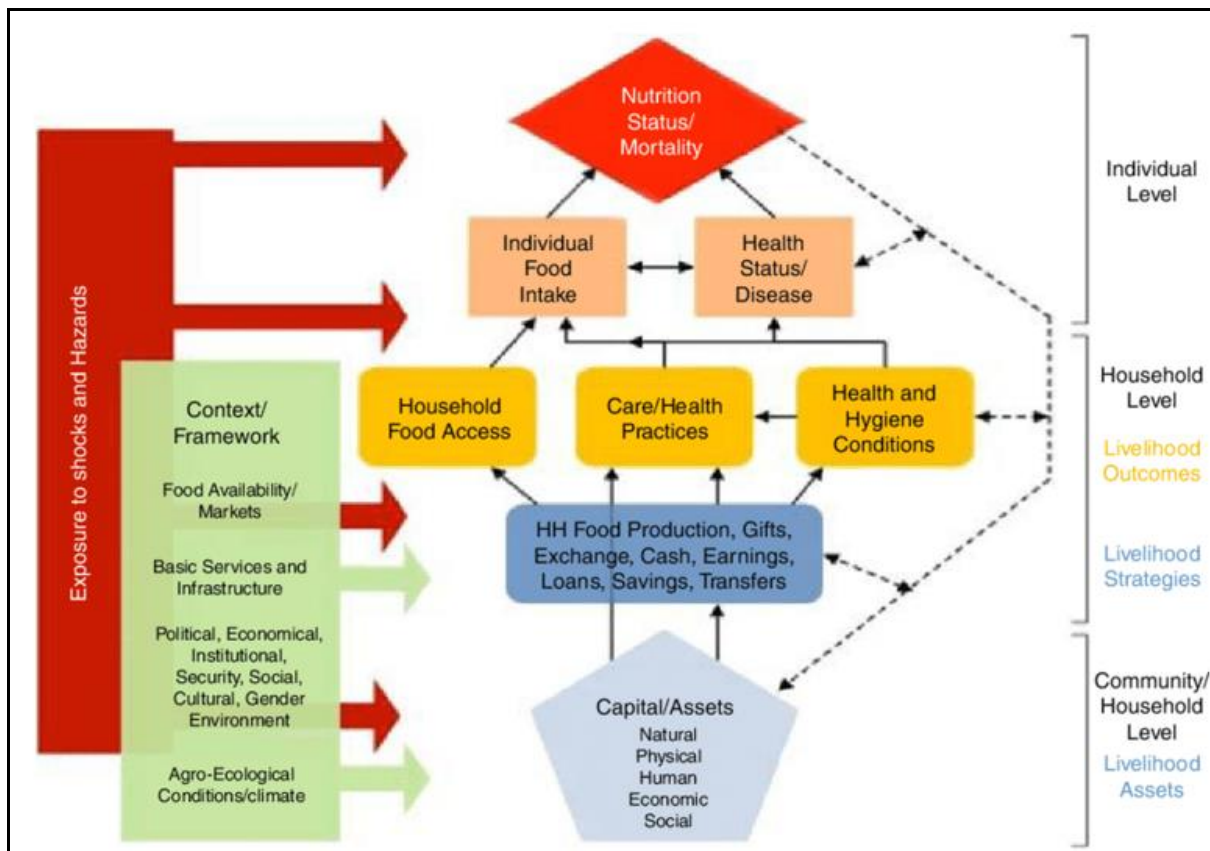 Exposure to shocks and Hazards
Context/
Framework
Food Availability/
Markets
Basic Services and
Infrastructure
Political, Economical,
Institutional,
Security, Social,
Cultural, Gender
Environment
Agro-Ecological
Conditions/climate
Nutrition
Status/
Mortality
Individual
Food
Intake
Health
Status/
Disease
Household
Food Access
Care/Health
Practices
Health and
Hygiene
Conditions
HH Food Production, Gifts,
Exchange, Cash, Earnings,
Loans, Savings, Transfers
Capital/Assets
Natural
Physical
Human
Economic
Social
Individual
Level
Household
Level
Livelihood
Outcomes
Livelihood
Strategies
Community/
Household
Level
Livelihood
Assets